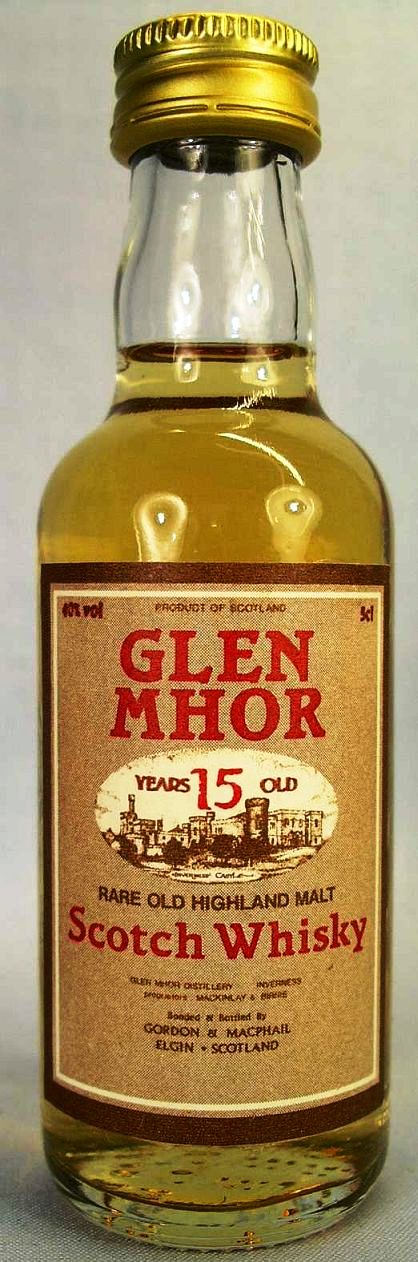 40% vol PRODUCT OF SCOTLAND 5cl
GLEN
MHOR
YEARS 15 OLD
Inverness Castle
RARE OLD HIGHLAND MALT
Scotch Whisky
GLEN MHOR DISTILLERY INVERNESS
proprietors MACKINLAY & BIRNIE
Bonded & Bottled By
GORDON & MACPHAIL
ELGIN • SCOTLAND